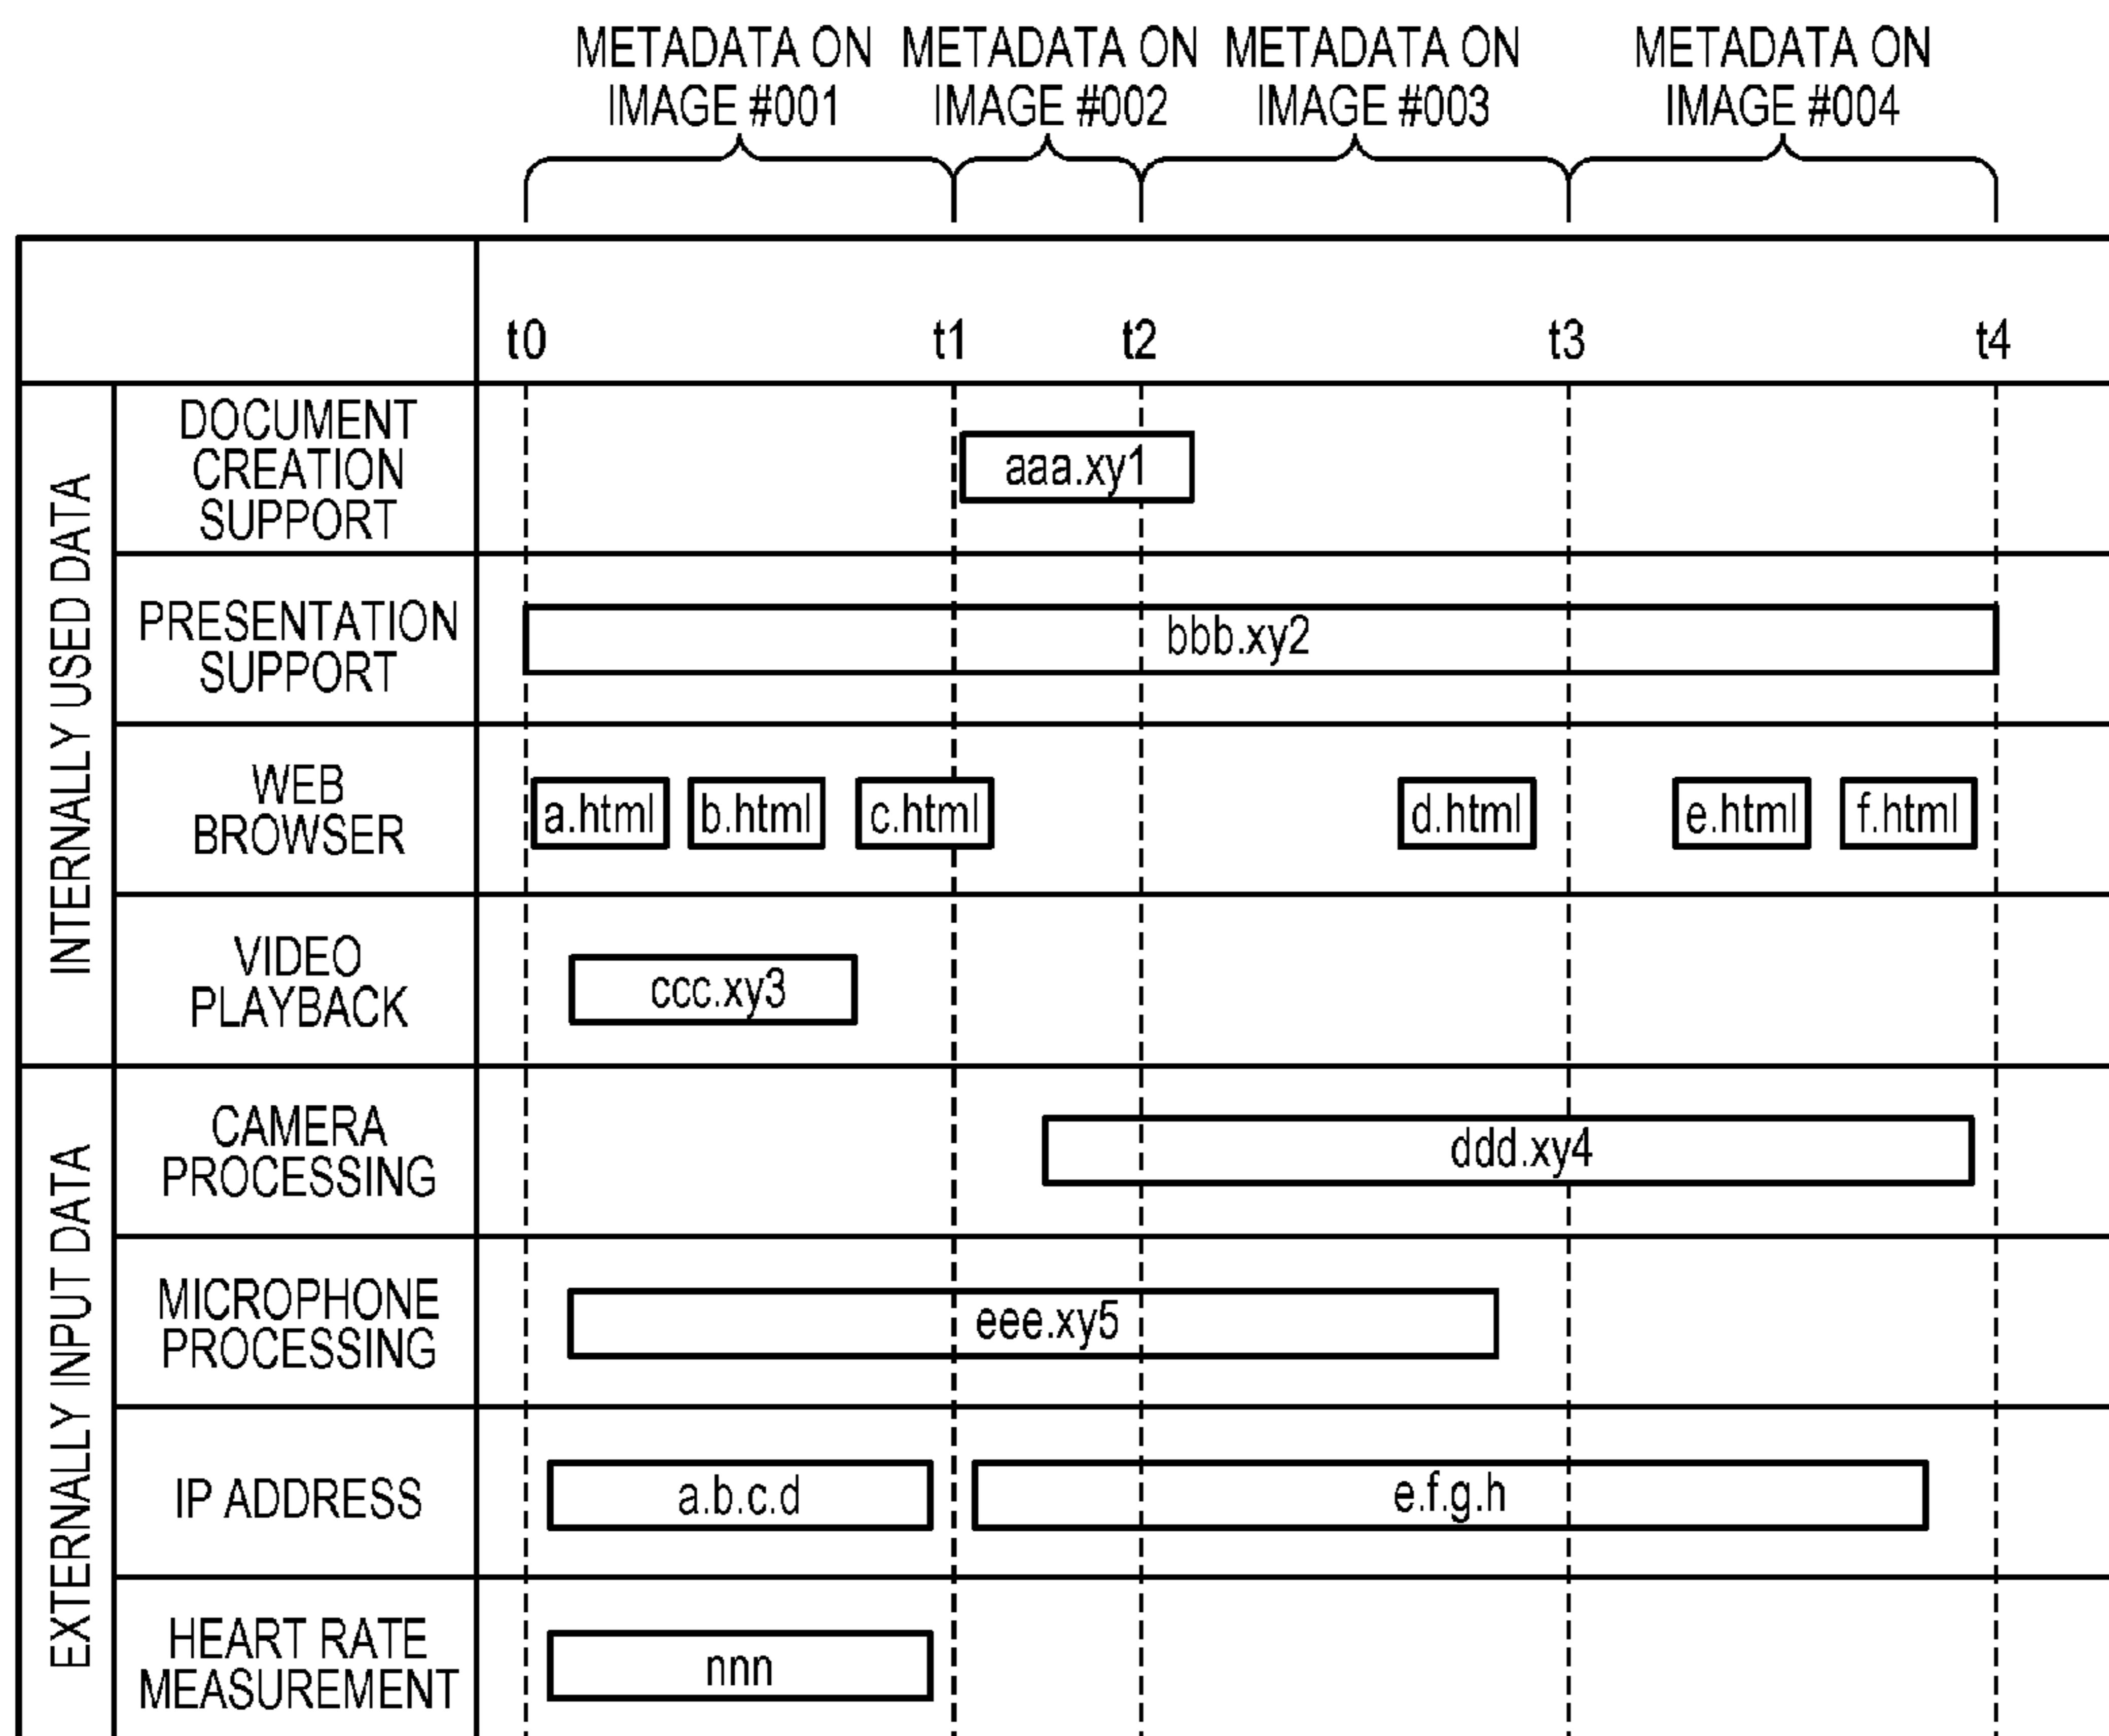 METADATA ON METADATA ON METADATA ON METADATA ON
IMAGE #001 IMAGE #002 IMAGE #003 IMAGE #004
t0 t1 t2 t3 t4
INTERNALLY USED DATA
DOCUMENT
CREATION
SUPPORT
aaa.xy1
PRESENTATION
SUPPORT
bbb.xy2
WEB
BROWSER
a.html b.html c.html d.html e.html f.html
VIDEO
PLAYBACK
ccc.xy3
EXTERNALLY INPUT DATA
CAMERA
PROCESSING
ddd.xy4
MICROPHONE
PROCESSING
eee.xy5
IP ADDRESS
a.b.c.d e.f.g.h
HEART RATE
MEASUREMENT
nnn